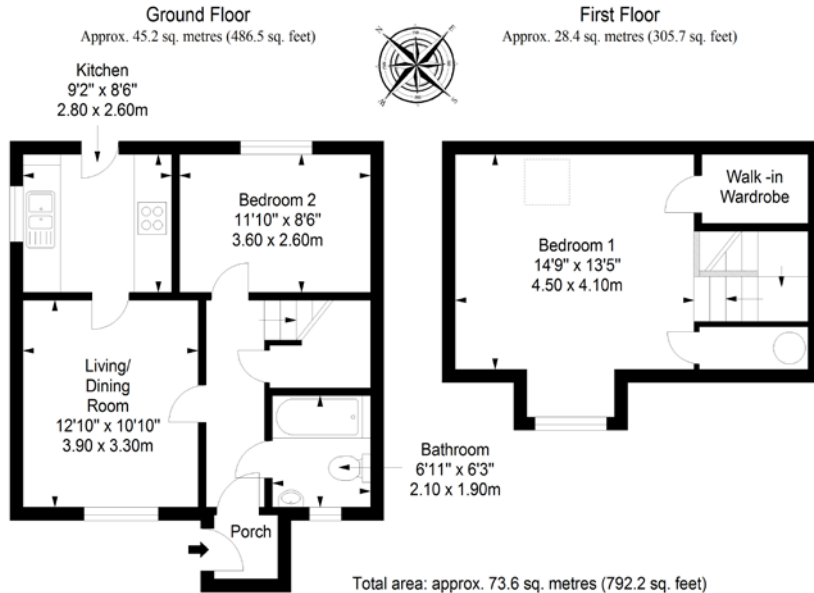 Ground Floor
Approx. 45.2 sq. metres (486.5 sq. feet)
First Floor
Approx. 28.4 sq. metres (305.7 sq. feet)
Kitchen
9'2" x 8'6"
2.80 x 2.60m
Bedroom 2
11'10" x 8'6"
3.60 x 2.60m
Living/
Dining
Room
12'10" x 10'10"
3.90 x 3.30m
Bathroom
6'11" x 6'3"
2.10 x 1.90m
Porch
Walk -in
Wardrobe
Bedroom 1
14'9" x 13'5"
4.50 x 4.10m
Total area: approx. 73.6 sq. metres (792.2 sq. feet)
N
E
S
W